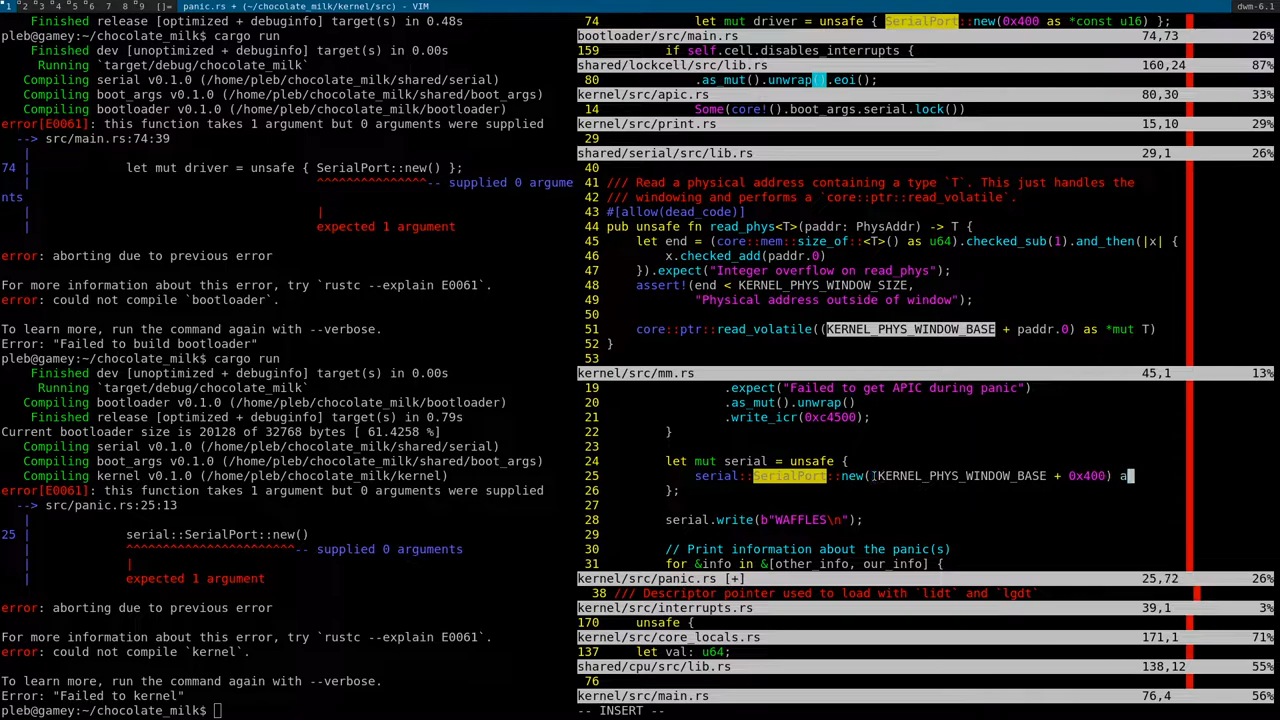 1 2 3 4 5 6 7 8 9 []= panic.rs + (~/chocolate_milk/kernel/src) - VIM dwm-6.1
    Finished release [optimized + debuginfo] target(s) in 0.48s
pleb@gamey:~/chocolate_milk$ cargo run
    Finished dev [unoptimized + debuginfo] target(s) in 0.00s
     Running `target/debug/chocolate_milk`
   Compiling serial v0.1.0 (/home/pleb/chocolate_milk/shared/serial)
   Compiling boot_args v0.1.0 (/home/pleb/chocolate_milk/shared/boot_args)
   Compiling bootloader v0.1.0 (/home/pleb/chocolate_milk/bootloader)
error[E0061]: this function takes 1 argument but 0 arguments were supplied
  --> src/main.rs:74:39
   |
74 |             let mut driver = unsafe { SerialPort::new() };
   |                                       ^^^^^^^^^^^^^^^-- supplied 0 argume
nts
   |                                       |
   |                                       expected 1 argument
error: aborting due to previous error
For more information about this error, try `rustc --explain E0061`.
error: could not compile `bootloader`.
To learn more, run the command again with --verbose.
Error: "Failed to build bootloader"
pleb@gamey:~/chocolate_milk$ cargo run
    Finished dev [unoptimized + debuginfo] target(s) in 0.00s
     Running `target/debug/chocolate_milk`
   Compiling bootloader v0.1.0 (/home/pleb/chocolate_milk/bootloader)
    Finished release [optimized + debuginfo] target(s) in 0.79s
Current bootloader size is 20128 of 32768 bytes [ 61.4258 %]
   Compiling serial v0.1.0 (/home/pleb/chocolate_milk/shared/serial)
   Compiling boot_args v0.1.0 (/home/pleb/chocolate_milk/shared/boot_args)
   Compiling kernel v0.1.0 (/home/pleb/chocolate_milk/kernel)
error[E0061]: this function takes 1 argument but 0 arguments were supplied
  --> src/panic.rs:25:13
   |
25 |             serial::SerialPort::new()
   |             ^^^^^^^^^^^^^^^^^^^^^^^-- supplied 0 arguments
   |             |
   |             expected 1 argument
error: aborting due to previous error
For more information about this error, try `rustc --explain E0061`.
error: could not compile `kernel`.
To learn more, run the command again with --verbose.
Error: "Failed to kernel"
pleb@gamey:~/chocolate_milk$
74             let mut driver = unsafe { SerialPort::new(0x400 as *const u16) };
bootloader/src/main.rs 74,73 26%
159         if self.cell.disables_interrupts {
shared/lockcell/src/lib.rs 160,24 87%
80             .as_mut().unwrap().eoi();
kernel/src/apic.rs 80,30 33%
14             Some(core!().boot_args.serial.lock())
kernel/src/print.rs 15,10 29%
29
shared/serial/src/lib.rs 29,1 26%
40
41 /// Read a physical address containing a type `T`. This just handles the
42 /// windowing and performs a `core::ptr::read_volatile`.
43 #[allow(dead_code)]
44 pub unsafe fn read_phys<T>(paddr: PhysAddr) -> T {
45     let end = (core::mem::size_of::<T>() as u64).checked_sub(1).and_then(|x| {
46         x.checked_add(paddr.0)
47     }).expect("Integer overflow on read_phys");
48     assert!(end < KERNEL_PHYS_WINDOW_SIZE,
49             "Physical address outside of window");
50
51     core::ptr::read_volatile((KERNEL_PHYS_WINDOW_BASE + paddr.0) as *mut T)
52 }
53
kernel/src/mm.rs 45,1 13%
19                 .expect("Failed to get APIC during panic")
20                 .as_mut().unwrap()
21                 .write_icr(0xc4500);
22         }
23
24         let mut serial = unsafe {
25             serial::SerialPort::new((KERNEL_PHYS_WINDOW_BASE + 0x400) a
26         };
27
28         serial.write(b"WAFFLES\n");
29
30         // Print information about the panic(s)
31         for &info in &[other_info, our_info] {
kernel/src/panic.rs [+] 25,72 26%
38 /// Descriptor pointer used to load with `lidt` and `lgdt`
kernel/src/interrupts.rs 39,1 3%
170     unsafe {
kernel/src/core_locals.rs 171,1 71%
137     let val: u64;
shared/cpu/src/lib.rs 138,12 55%
76
kernel/src/main.rs 76,4 56%
-- INSERT --